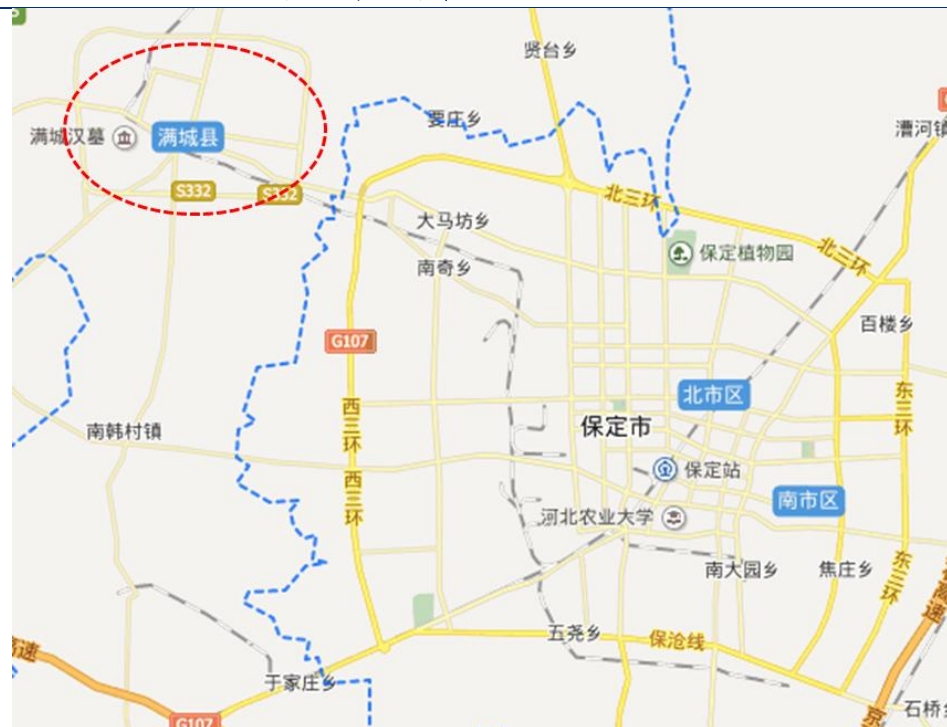 贤台乡
要庄乡
漕河镇
满城汉墓
满城县
S332
S332
北三环
大马坊乡
北三环
保定植物园
南奇乡
百楼乡
G107
北市区
东三环
西三环
保定市
南韩村镇
保定站
西三环
南市区
河北农业大学
南大园乡
焦庄乡
东三环
五尧乡
保沧线
高速
于家庄乡
石桥
京
G107